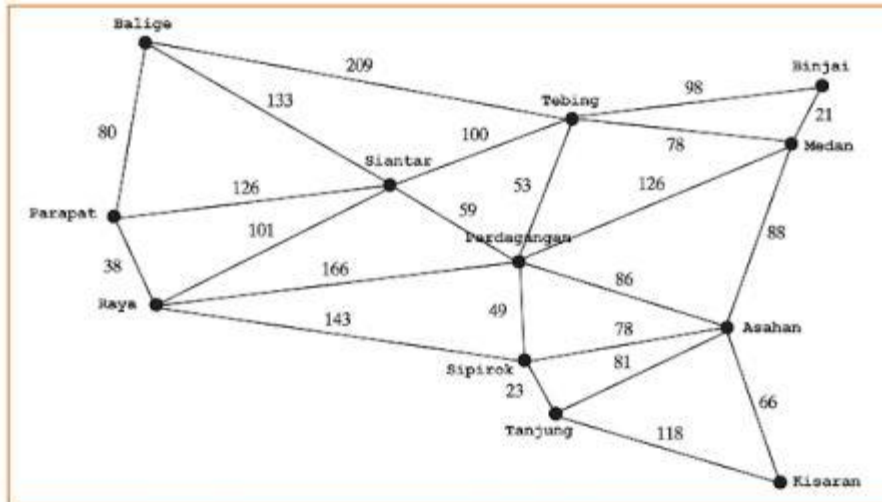 Balige
209
Binjai
98
Tebing
133
21
80
100
78
Medan
Siantar
126
53
126
Parapat
59
101
Perdagangan
88
38
166
86
Raya
49
143
78
Asahan
Sipirok
81
23
66
Tanjung
118
Kisaran